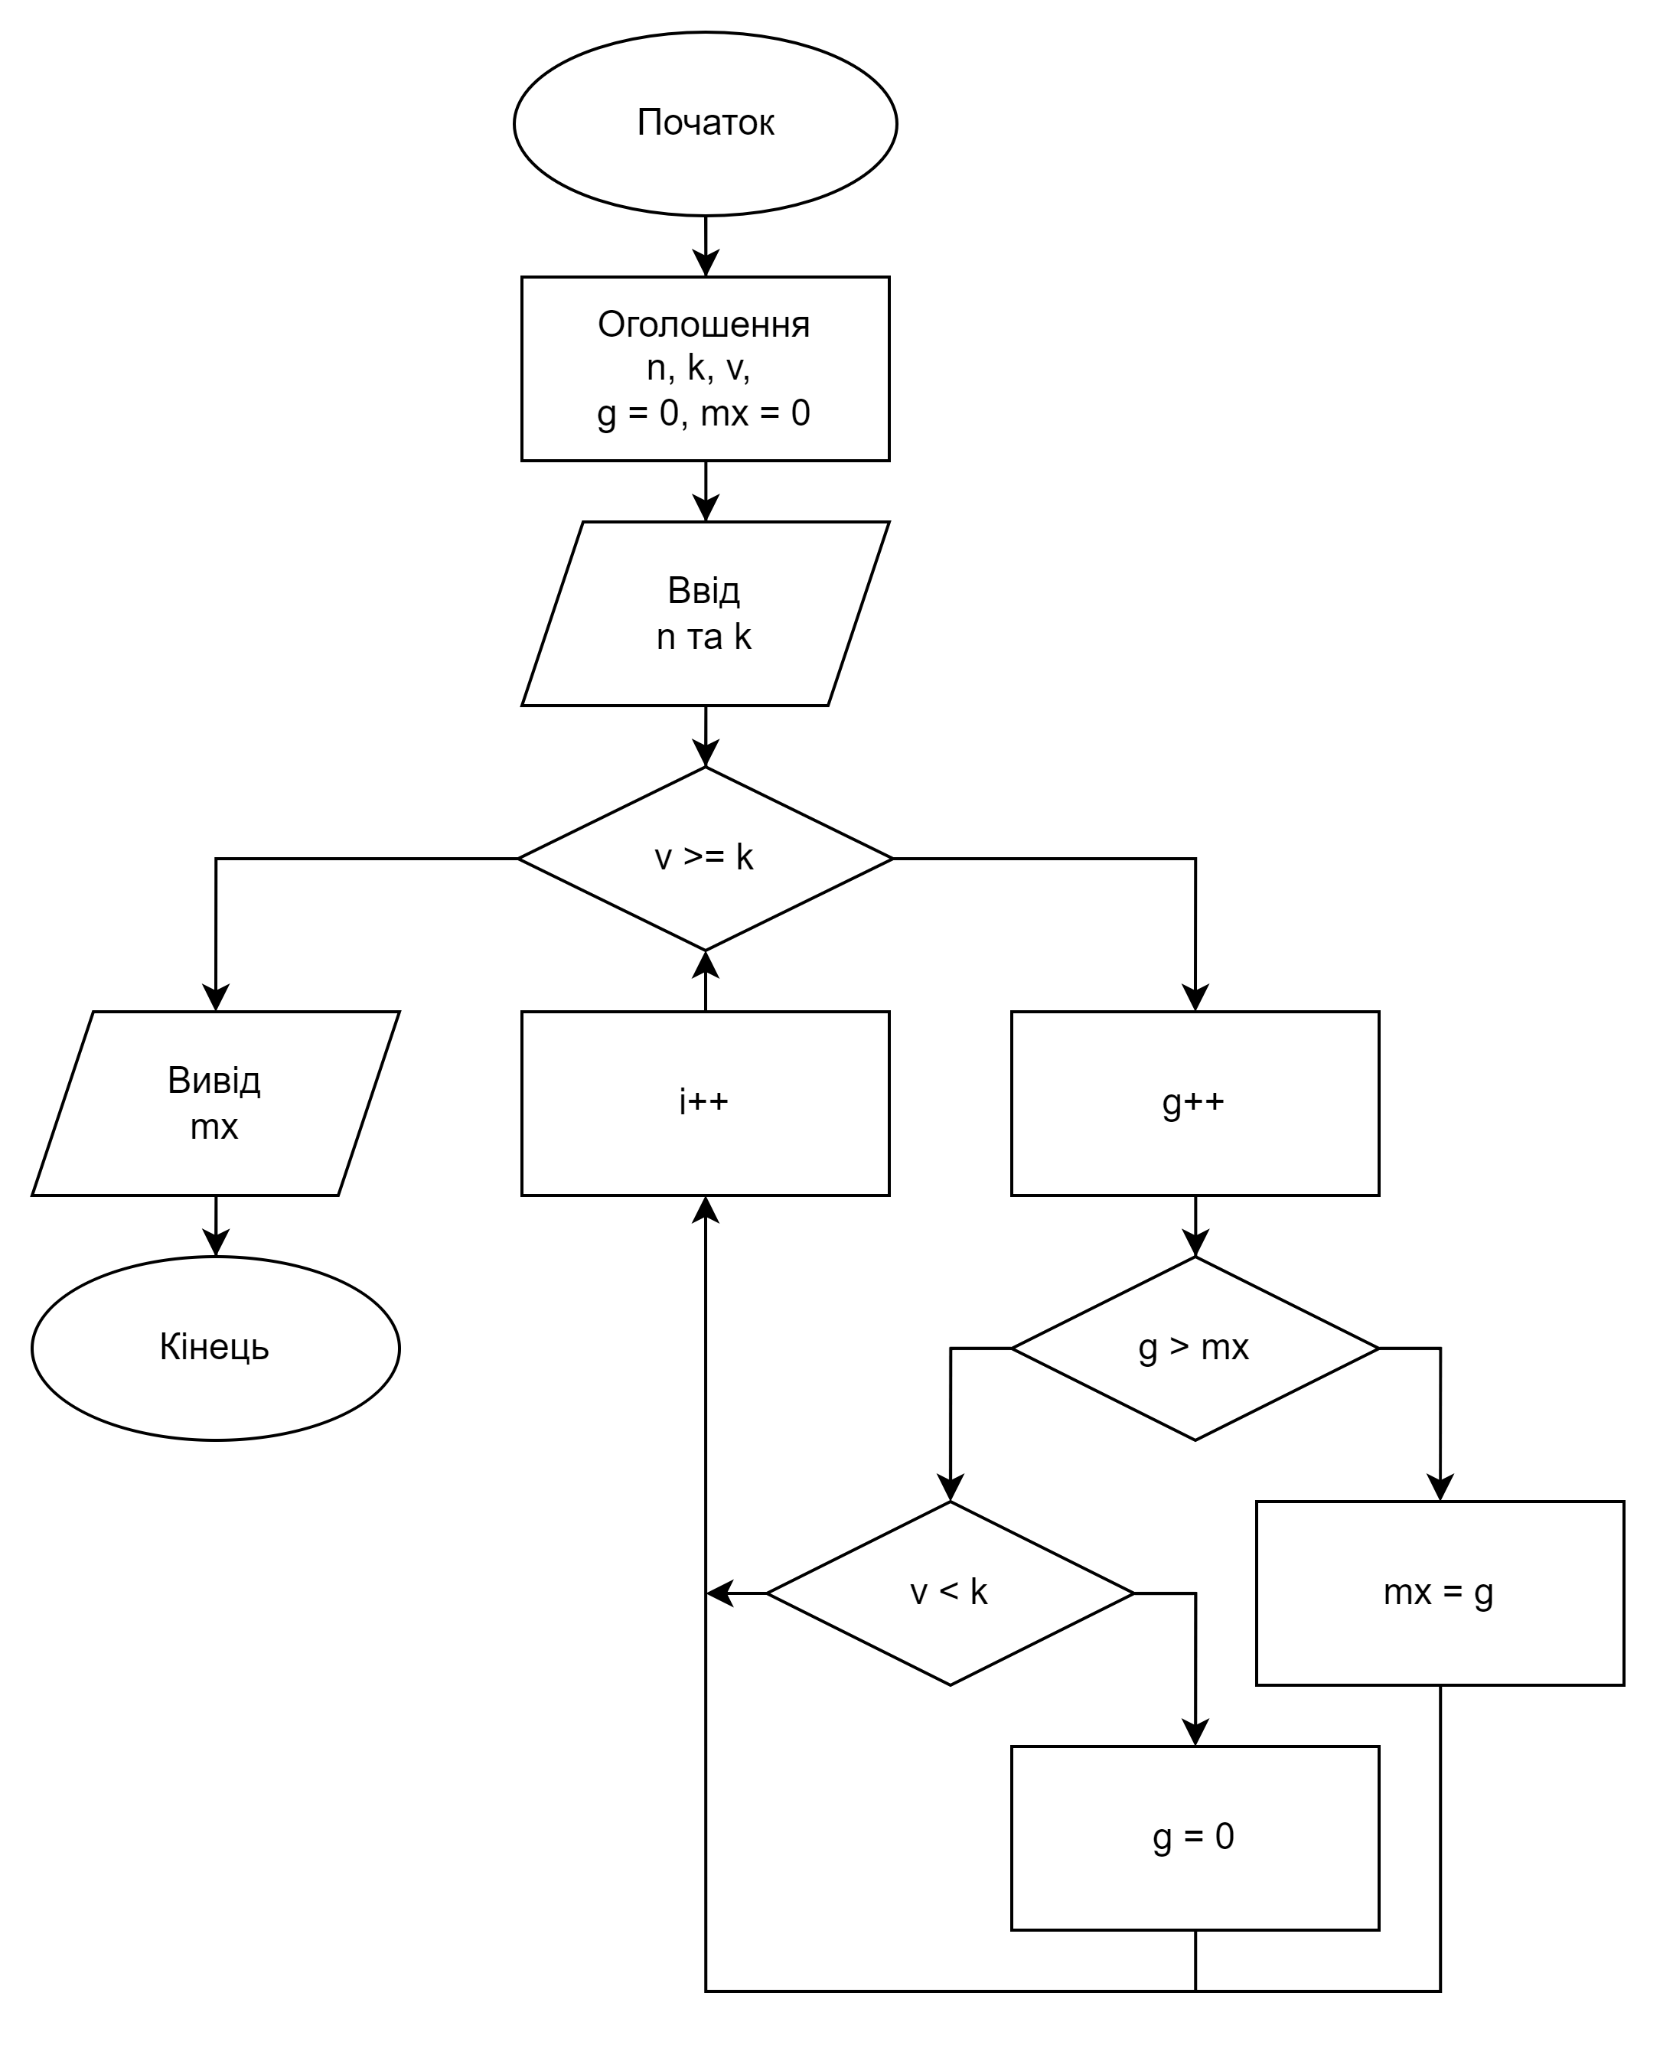 Початок
Оголошення
n, k, v,
g = 0, mx = 0
Ввід
n та k
v >= k
Вивід
mx
i++
g++
Кінець
g > mx
v < k
mx = g
g = 0